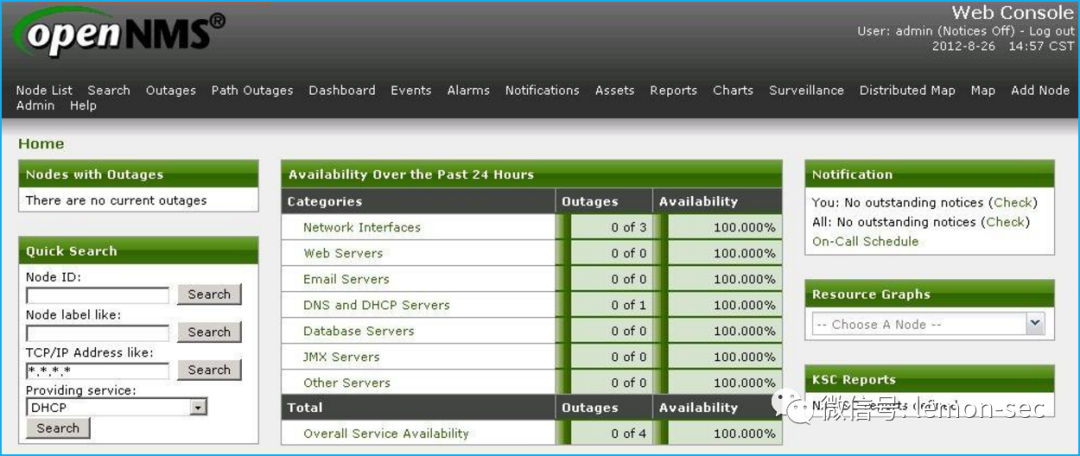 openNMS®
Web Console
User: admin (Notices Off) - Log out
2012-8-26 14:57 CST
Node List Search Outages Path Outages Dashboard Events Alarms Notifications Assets Reports Charts Surveillance Distributed Map Map Add Node
Admin Help
Home
Nodes with Outages
There are no current outages
Quick Search
Node ID:
Search
Node label like:
Search
TCP/IP Address like:
*.*.*.* Search
Providing service:
DHCP
Search
Availability Over the Past 24 Hours
Categories Outages Availability
Network Interfaces 0 of 3 100.000%
Web Servers 0 of 0 100.000%
Email Servers 0 of 0 100.000%
DNS and DHCP Servers 0 of 1 100.000%
Database Servers 0 of 0 100.000%
JMX Servers 0 of 0 100.000%
Other Servers 0 of 0 100.000%
Total Outages Availability
Overall Service Availability 0 of 4 100.000%
Notification
You: No outstanding notices (Check)
All: No outstanding notices (Check)
On-Call Schedule
Resource Graphs
-- Choose A Node --
KSC Reports
微信号: lemon-sec